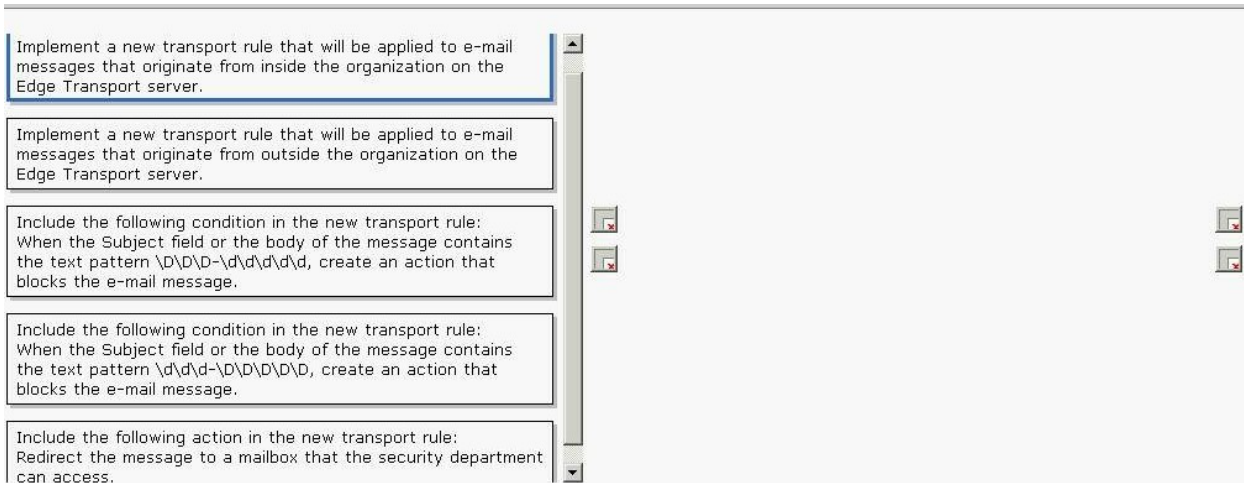 Implement a new transport rule that will be applied to e-mail
messages that originate from inside the organization on the
Edge Transport server.
Implement a new transport rule that will be applied to e-mail
messages that originate from outside the organization on the
Edge Transport server.
Include the following condition in the new transport rule:
When the Subject field or the body of the message contains
the text pattern \D\D\D-\d\d\d\d\d, create an action that
blocks the e-mail message.
Include the following condition in the new transport rule:
When the Subject field or the body of the message contains
the text pattern \d\d\d-\D\D\D\D\D, create an action that
blocks the e-mail message.
Include the following action in the new transport rule:
Redirect the message to a mailbox that the security department
can access.